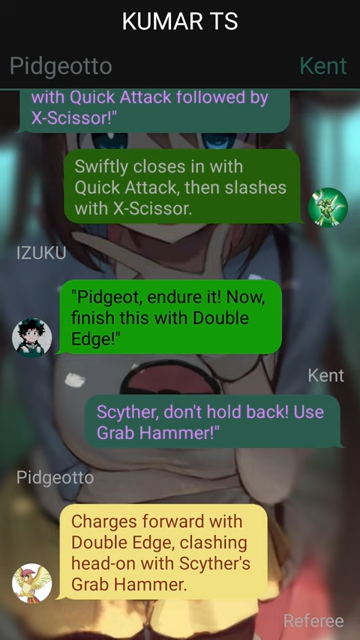 KUMAR TS
Pidgeotto Kent
with Quick Attack followed by
X-Scissor!"
Swiftly closes in with
Quick Attack, then slashes
with X-Scissor.
IZUKU
"Pidgeot, endure it! Now,
finish this with Double
Edge!"
Kent
Scyther, don't hold back! Use
Grab Hammer!"
Pidgeotto
Charges forward with
Double Edge, clashing
head-on with Scyther's
Grab Hammer.
Referee